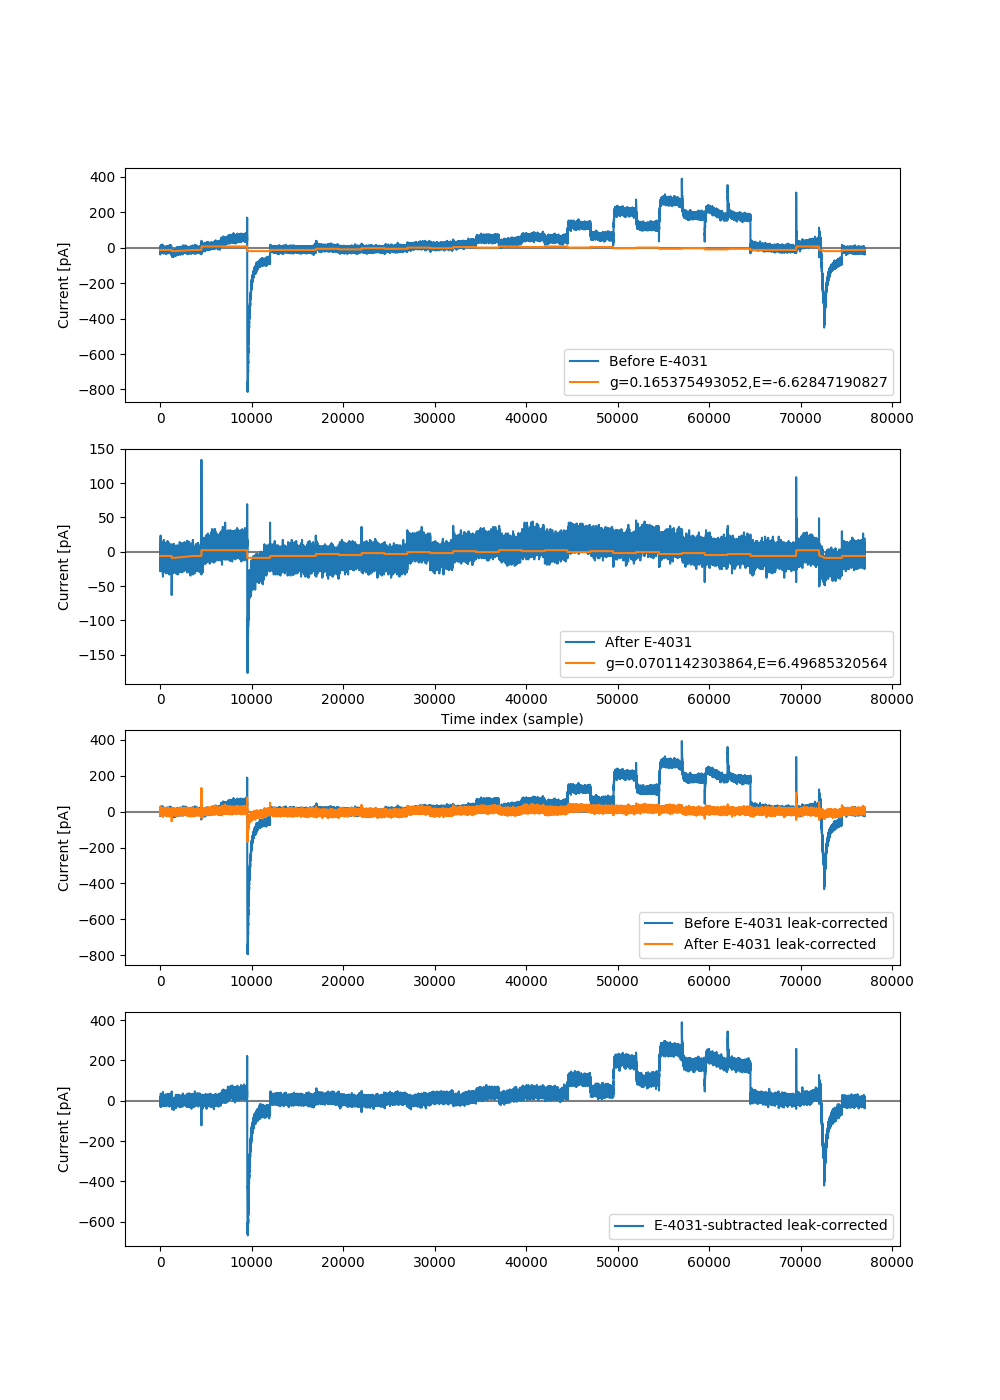 400
200
0
−200
−400
−600
−800
Current [pA]
Before E-4031
g=0.165375493052,E=-6.62847190827
0 10000 20000 30000 40000 50000 60000 70000 80000
150
100
50
0
−50
−100
−150
Current [pA]
After E-4031
g=0.0701142303864,E=6.49685320564
0 10000 20000 30000 40000 50000 60000 70000 80000
Time index (sample)
400
200
0
−200
−400
−600
−800
Current [pA]
Before E-4031 leak-corrected
After E-4031 leak-corrected
0 10000 20000 30000 40000 50000 60000 70000 80000
400
200
0
−200
−400
−600
Current [pA]
E-4031-subtracted leak-corrected
0 10000 20000 30000 40000 50000 60000 70000 80000